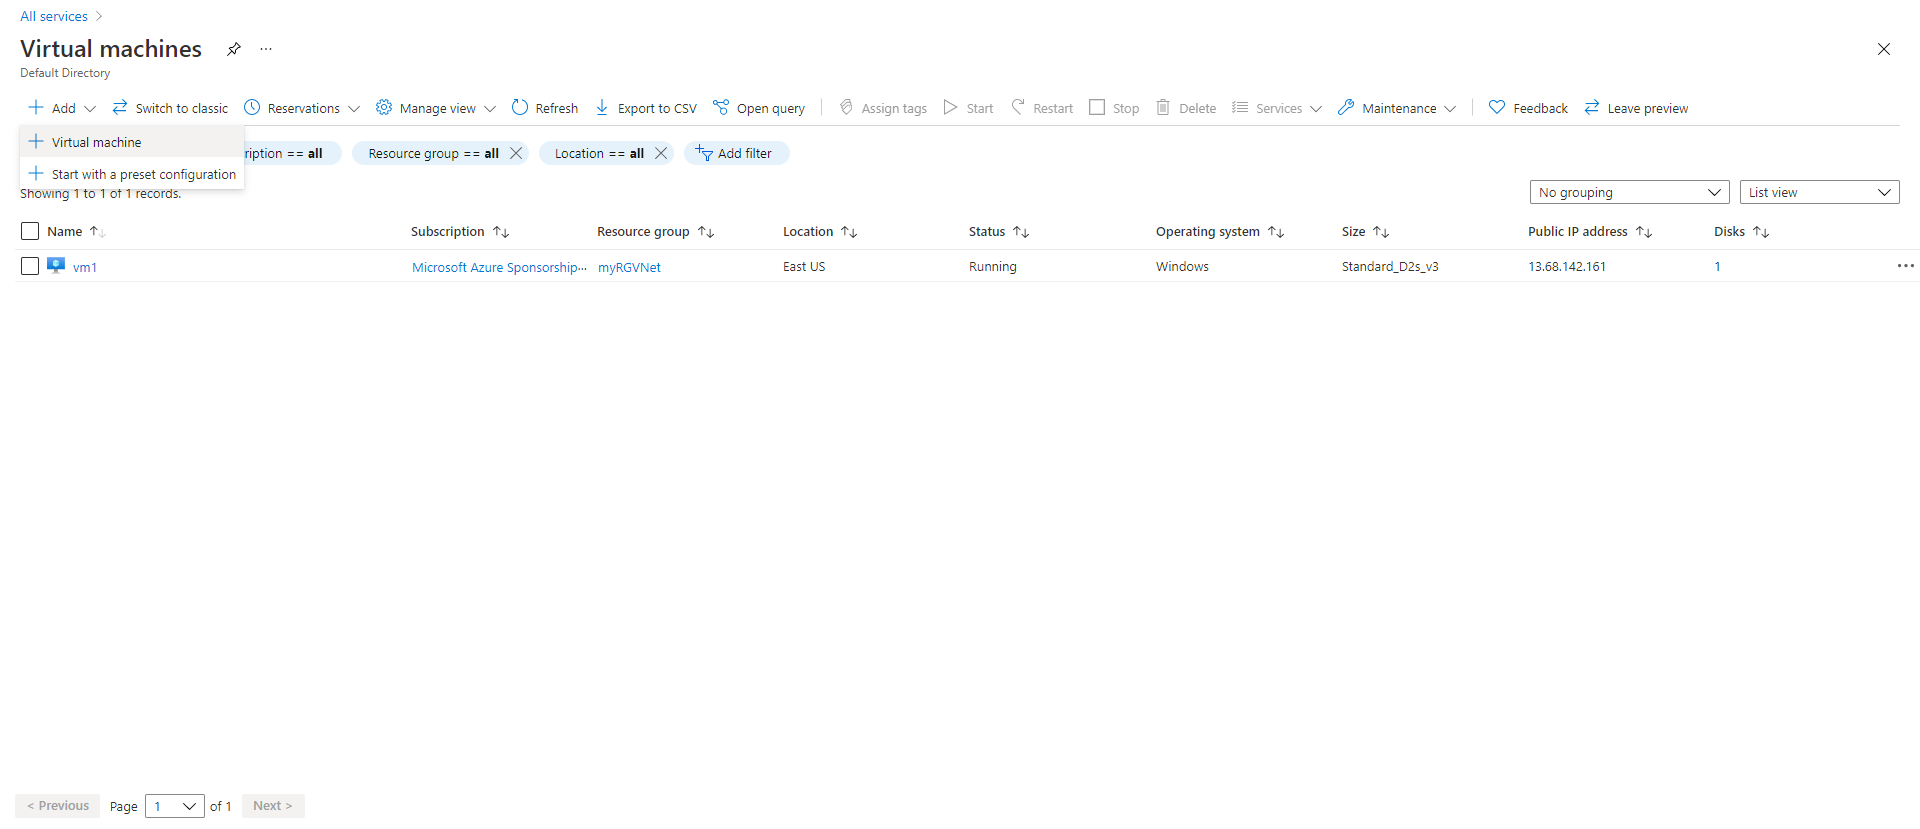 All services
Virtual machines
Default Directory
Add Switch to classic Reservations Manage view Refresh Export to CSV Open query Assign tags Start Restart Stop Delete Services Maintenance Feedback Leave preview
Virtual machine
ription == all Resource group == all Location == all Add filter
Start with a preset configuration
Showing 1 to 1 of 1 records.
No grouping List view
Name Subscription Resource group Location Status Operating system Size Public IP address Disks
vm1 Microsoft Azure Sponsorship... myRGVNet East US Running Windows Standard_D2s_v3 13.68.142.161 1
< Previous Page 1 of 1 Next >